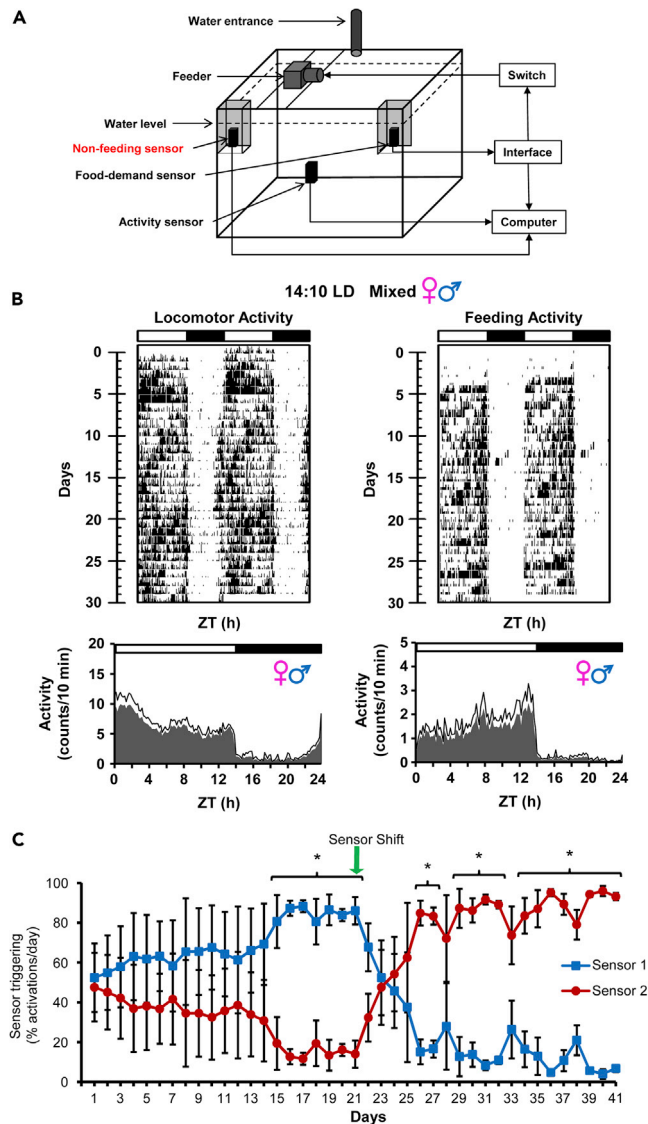 A
Water entrance
Feeder
Switch
Water level
Non-feeding sensor
Interface
Food-demand sensor
Activity sensor
Computer
B
14:10 LD Mixed ♀♂
Locomotor Activity
Feeding Activity
0
5
10
15
20
25
30
Days
ZT (h)
0
5
10
15
20
25
30
Days
ZT (h)
20
15
10
5
0
Activity
(counts/10 min)
♀♂
0 4 8 12 16 20 24
ZT (h)
5
4
3
2
1
0
Activity
(counts/10 min)
♀♂
0 4 8 12 16 20 24
ZT (h)
C
Sensor Shift
* * * *
100
80
60
40
20
0
Sensor triggering
(% activations/day)
Sensor 1
Sensor 2
1 3 5 7 9 11 13 15 17 19 21 23 25 27 29 31 33 35 37 39 41
Days